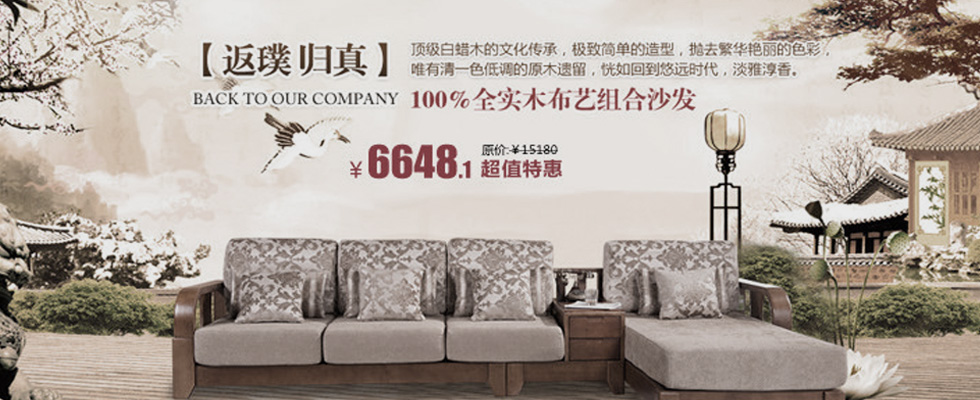 【返璞归真】
BACK TO OUR COMPANY
顶级白蜡木的文化传承，极致简单的造型，抛去繁华艳丽的色彩，
唯有清一色低调的原木遗留，恍如回到悠远时代，淡雅淳香。
100%全实木布艺组合沙发
原价:￥15180
￥6648.1 超值特惠